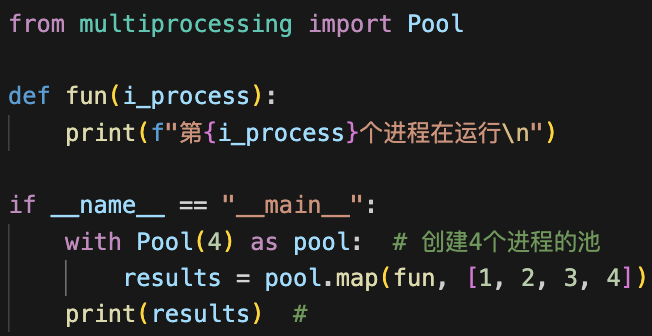 from multiprocessing import Pool
def fun(i_process):
    print(f"第{i_process}个进程在运行\n")
if __name__ == "__main__":
    with Pool(4) as pool:  # 创建4个进程的池
        results = pool.map(fun, [1, 2, 3, 4])
    print(results)  #